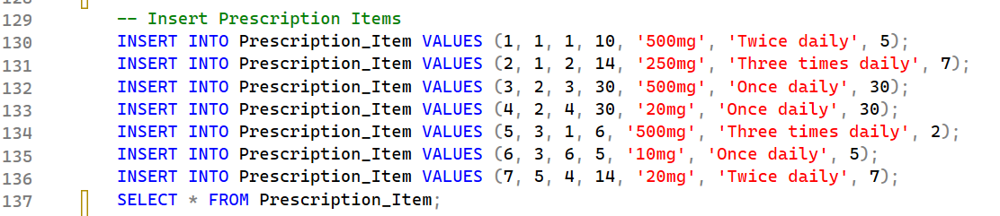 129 -- Insert Prescription Items
130 INSERT INTO Prescription_Item VALUES (1, 1, 1, 10, '500mg', 'Twice daily', 5);
131 INSERT INTO Prescription_Item VALUES (2, 1, 2, 14, '250mg', 'Three times daily', 7);
132 INSERT INTO Prescription_Item VALUES (3, 2, 3, 30, '500mg', 'Once daily', 30);
133 INSERT INTO Prescription_Item VALUES (4, 2, 4, 30, '20mg', 'Once daily', 30);
134 INSERT INTO Prescription_Item VALUES (5, 3, 1, 6, '500mg', 'Three times daily', 2);
135 INSERT INTO Prescription_Item VALUES (6, 3, 6, 5, '10mg', 'Once daily', 5);
136 INSERT INTO Prescription_Item VALUES (7, 5, 4, 14, '20mg', 'Twice daily', 7);
137 SELECT * FROM Prescription_Item;